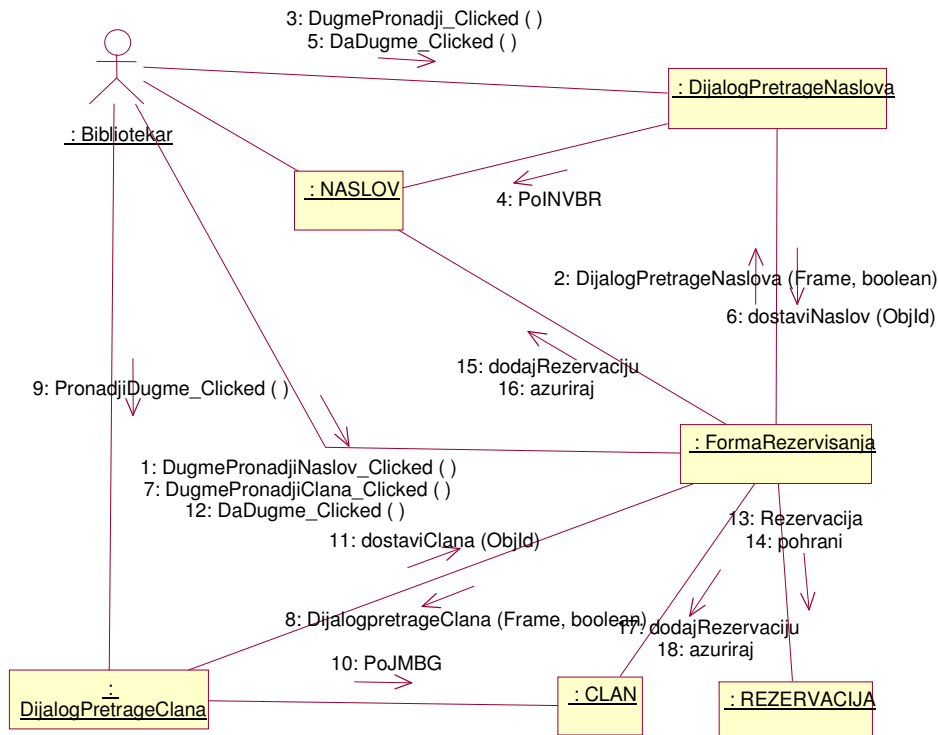 3: DugmePronadji_Clicked ( )
5: DaDugme_Clicked ( )
: DijalogPretrageNaslova
: Bibliotekar
: NASLOV
4: PoINVBR
2: DijalogPretrageNaslova (Frame, boolean)
6: dostaviNaslov (ObjId)
15: dodajRezervaciju
16: azuriraj
9: PronadjiDugme_Clicked ( )
: FormaRezervisanja
1: DugmePronadjiNaslov_Clicked ( )
7: DugmePronadjiClana_Clicked ( )
12: DaDugme_Clicked ( )
13: Rezervacija
14: pohrani
11: dostaviClana (ObjId)
8: DijalogpretrageClana (Frame, boolean)
17: dodajRezervaciju
18: azuriraj
10: PoJMBG
:
DijalogPretrageClana
: CLAN
: REZERVACIJA